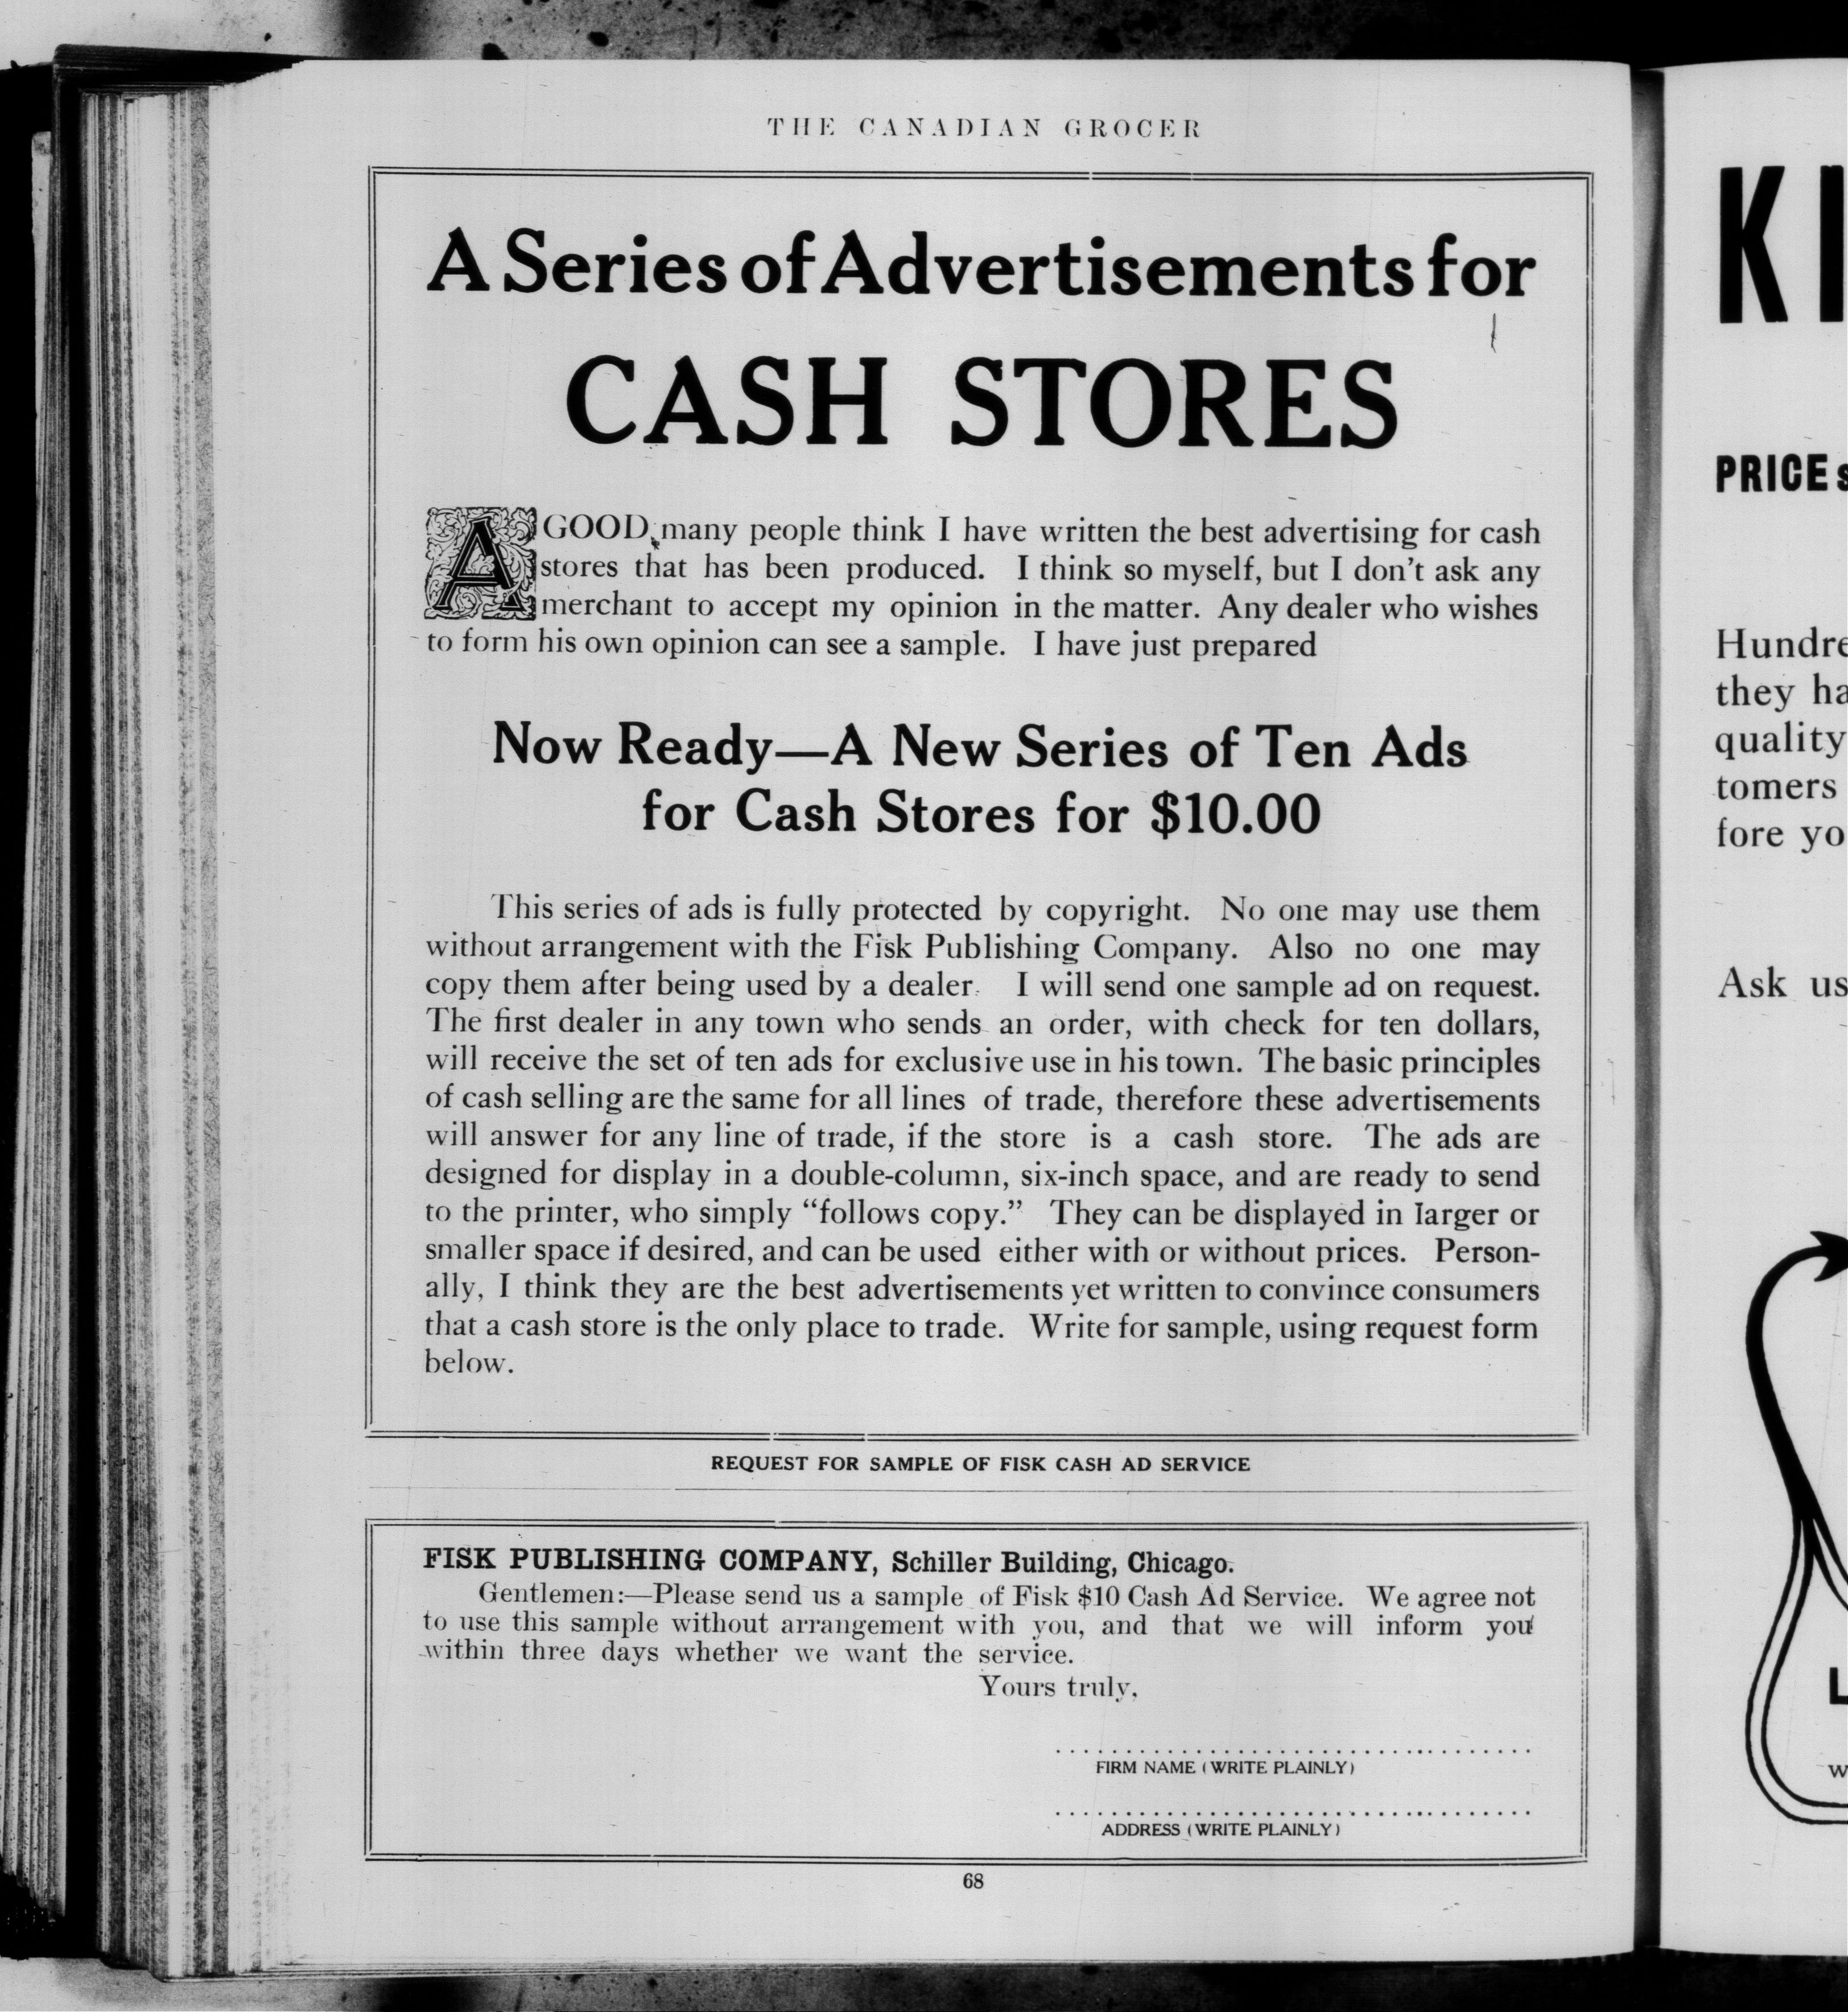 THE CANADIAN GROCER
A Series of Advertisements for
CASH STORES
A GOOD many people think I have written the best advertising for cash
stores that has been produced. I think so myself, but I don't ask any
merchant to accept my opinion in the matter. Any dealer who wishes
to form his own opinion can see a sample. I have just prepared
Now Ready—A New Series of Ten Ads
for Cash Stores for $10.00
This series of ads is fully protected by copyright. No one may use them
without arrangement with the Fisk Publishing Company. Also no one may
copy them after being used by a dealer. I will send one sample ad on request.
The first dealer in any town who sends an order, with check for ten dollars,
will receive the set of ten ads for exclusive use in his town. The basic principles
of cash selling are the same for all lines of trade, therefore these advertisements
will answer for any line of trade, if the store is a cash store. The ads are
designed for display in a double-column, six-inch space, and are ready to send
to the printer, who simply "follows copy." They can be displayed in larger or
smaller space if desired, and can be used either with or without prices. Person-
ally, I think they are the best advertisements yet written to convince consumers
that a cash store is the only place to trade. Write for sample, using request form
below.
REQUEST FOR SAMPLE OF FISK CASH AD SERVICE
FISK PUBLISHING COMPANY, Schiller Building, Chicago.
Gentlemen:—Please send us a sample of Fisk $10 Cash Ad Service. We agree not
to use this sample without arrangement with you, and that we will inform you
within three days whether we want the service.
Yours truly,
FIRM NAME (WRITE PLAINLY)
ADDRESS (WRITE PLAINLY)
68
KI
PRICE s
Hundre
they ha
quality
tomers
fore yo
Ask us
L
W